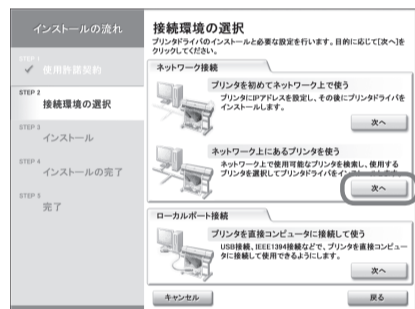 インストールの流れ
STEP 1
使用許諾契約
STEP 2
接続環境の選択
STEP 3
インストール
STEP 4
インストールの完了
STEP 5
完了
接続環境の選択
プリンタドライバのインストールと必要な設定を行います。目的に応じて[次へ]を
クリックしてください。
ネットワーク接続
プリンタを初めてネットワーク上で使う
プリンタにIPアドレスを設定し、その後にプリンタドライバを
インストールします。
次へ
ネットワーク上にあるプリンタを使う
ネットワーク上で使用可能なプリンタを検索し、使用する
プリンタを選択してプリンタドライバをインストールします。
次へ
ローカルポート接続
プリンタを直接コンピュータに接続して使う
USB接続、IEEE1394接続などで、プリンタを直接コンピュー
タに接続して使用できるようにします。
次へ
キャンセル
戻る